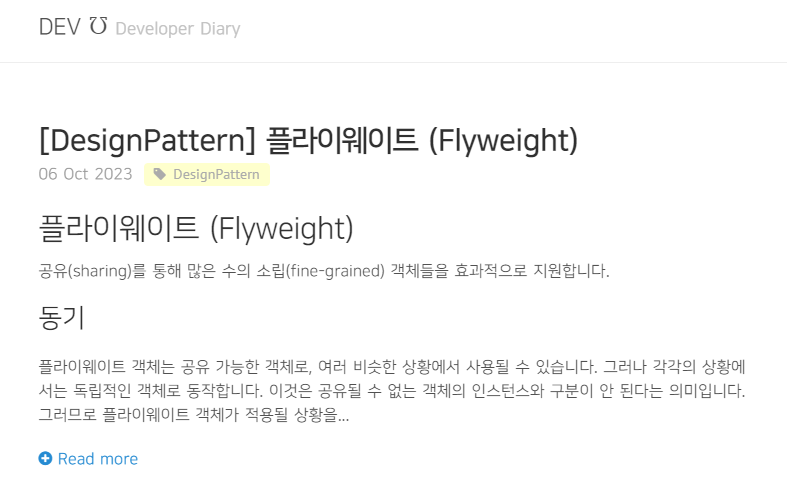 DEV ℧ Developer Diary
[DesignPattern] 플라이웨이트 (Flyweight)
06 Oct 2023 DesignPattern
플라이웨이트 (Flyweight)
공유(sharing)를 통해 많은 수의 소립(fine-grained) 객체들을 효과적으로 지원합니다.
동기
플라이웨이트 객체는 공유 가능한 객체로, 여러 비슷한 상황에서 사용될 수 있습니다. 그러나 각각의 상황에
서는 독립적인 객체로 동작합니다. 이것은 공유될 수 없는 객체의 인스턴스와 구분이 안 된다는 의미입니다.
그러므로 플라이웨이트 객체가 적용될 상황을...
Read more